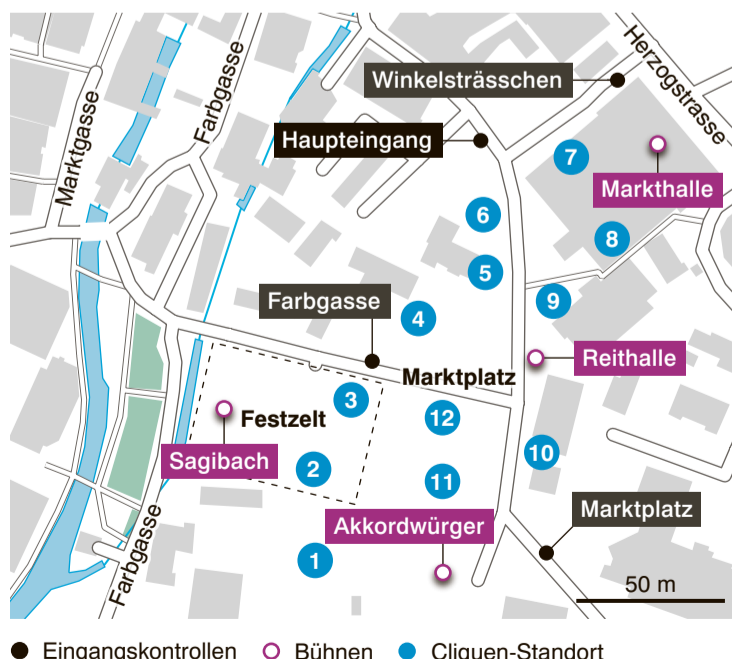 Herzogstrasse
Winkelsträsschen
Farbgasse
Marktgasse
Haupteingang
7
Markthalle
6
8
5
9
Farbgasse
4
Reithalle
Marktplatz
3
12
Festzelt
Sagibach
2
10
11
Marktplatz
Akkordwürger
1
Farbgasse
50 m
Eingangskontrollen
Bühnen
Cliquen-Standort